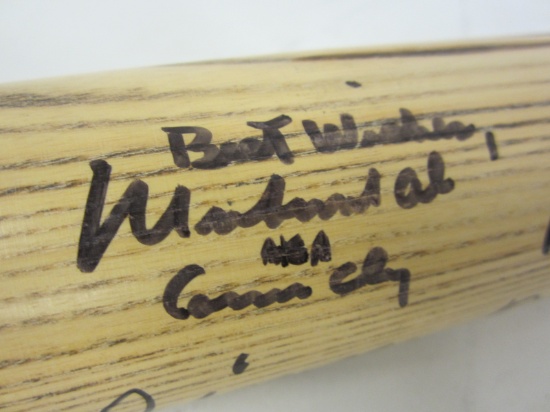 Best Wishes,
Muhammad Ali
AKA
Cassius Clay